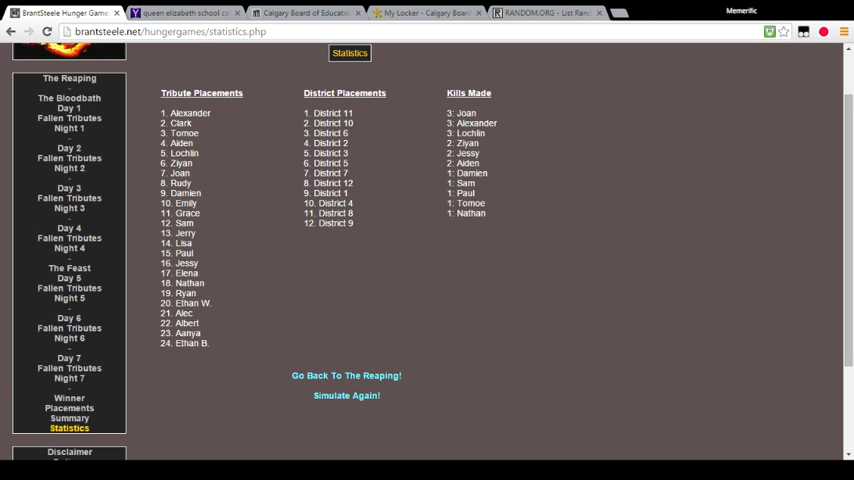 Memerific
BrantSteele Hunger Games
queen elizabeth school ca
Calgary Board of Educatio
My Locker - Calgary Board
RANDOM.ORG - List Ran
brantsteele.net/hungergames/statistics.php
Statistics
The Reaping
-
The Bloodbath
Day 1
Fallen Tributes
Night 1
-
Day 2
Fallen Tributes
Night 2
-
Day 3
Fallen Tributes
Night 3
-
Day 4
Fallen Tributes
Night 4
-
The Feast
Day 5
Fallen Tributes
Night 5
-
Day 6
Fallen Tributes
Night 6
-
Day 7
Fallen Tributes
Night 7
-
Winner
Placements
Summary
Statistics
Disclaimer
Tribute Placements
1. Alexander
2. Clark
3. Tomoe
4. Aiden
5. Lochlin
6. Ziyan
7. Joan
8. Rudy
9. Damien
10. Emily
11. Grace
12. Sam
13. Jerry
14. Lisa
15. Paul
16. Jessy
17. Elena
18. Nathan
19. Ryan
20. Ethan W.
21. Alec
22. Albert
23. Aanya
24. Ethan B.
District Placements
1. District 11
2. District 10
3. District 6
4. District 2
5. District 3
6. District 5
7. District 7
8. District 12
9. District 1
10. District 4
11. District 8
12. District 9
Kills Made
3: Joan
3: Alexander
3: Lochlin
2: Ziyan
2: Jessy
2: Aiden
1: Damien
1: Sam
1: Paul
1: Tomoe
1: Nathan
Go Back To The Reaping!
Simulate Again!